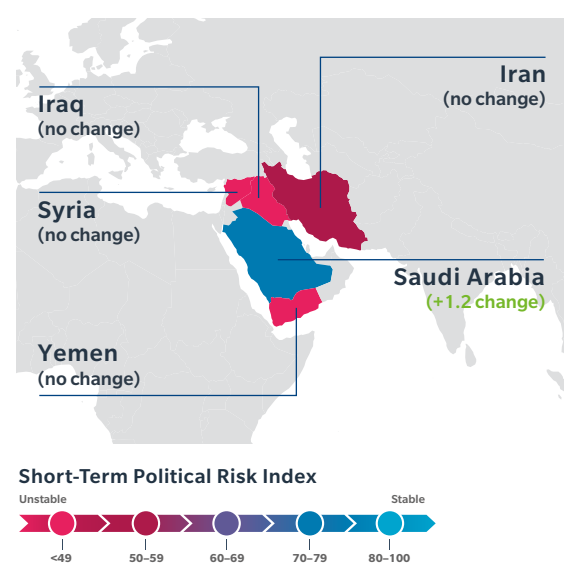 Iran
(no change)
Iraq
(no change)
Syria
(no change)
Saudi Arabia
(+1.2 change)
Yemen
(no change)
Short-Term Political Risk Index
Unstable
Stable
<49
50–59
60–69
70–79
80–100